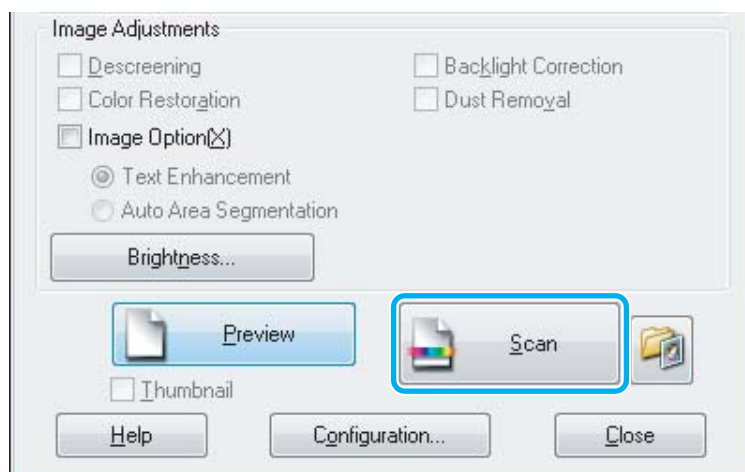 Image Adjustments
Descreening
Backlight Correction
Color Restoration
Dust Removal
Image Option(X)
Text Enhancement
Auto Area Segmentation
Brightness...
Preview
Scan
Thumbnail
Help
Configuration...
Close